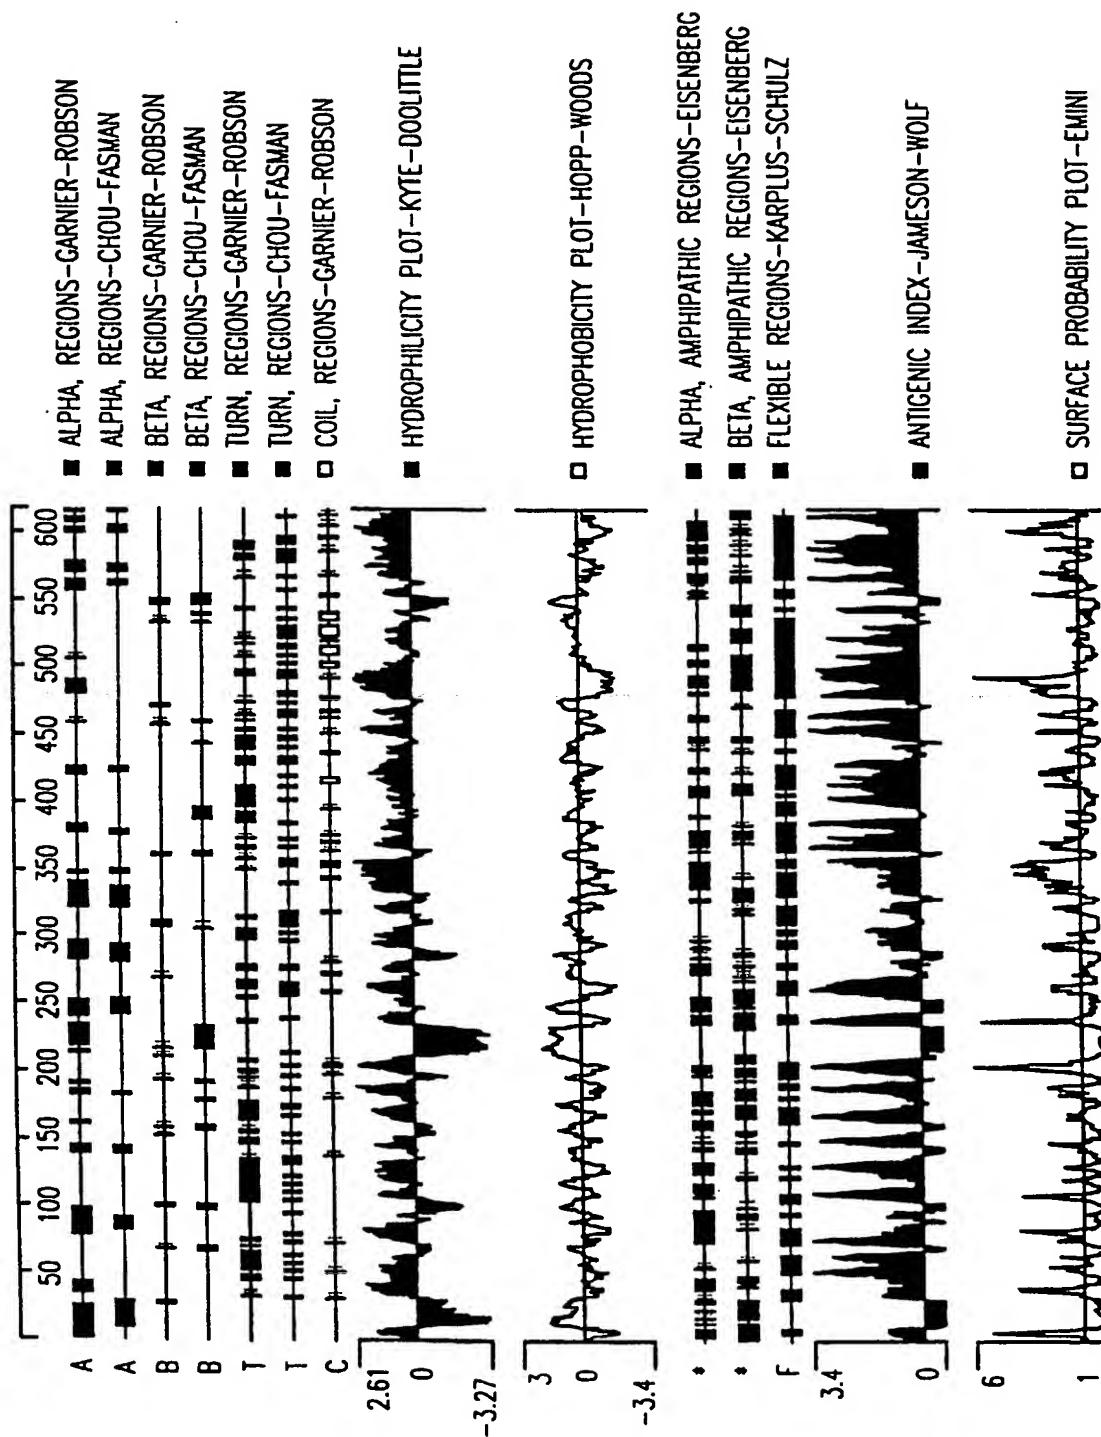 50 100 150 200 250 300 350 400 450 500 550 600
A ■ ALPHA, REGIONS-GARNIER-ROBSON
A ■ ALPHA, REGIONS-CHOU-FASMAN
B ■ BETA, REGIONS-GARNIER-ROBSON
B ■ BETA, REGIONS-CHOU-FASMAN
T ■ TURN, REGIONS-GARNIER-ROBSON
T ■ TURN, REGIONS-CHOU-FASMAN
C □ COIL, REGIONS-GARNIER-ROBSON
2.61
0
-3.27
■ HYDROPHILICITY PLOT-KYTE-DOOLITTLE
3
0
-3.4
□ HYDROPHOBICITY PLOT-HOPP-WOODS
* ■ ALPHA, AMPHIPATHIC REGIONS-EISENBERG
* ■ BETA, AMPHIPATHIC REGIONS-EISENBERG
F ■ FLEXIBLE REGIONS-KARPLUS-SCHULZ
3.4
0
■ ANTIGENIC INDEX-JAMESON-WOLF
6
1
□ SURFACE PROBABILITY PLOT-EMINI